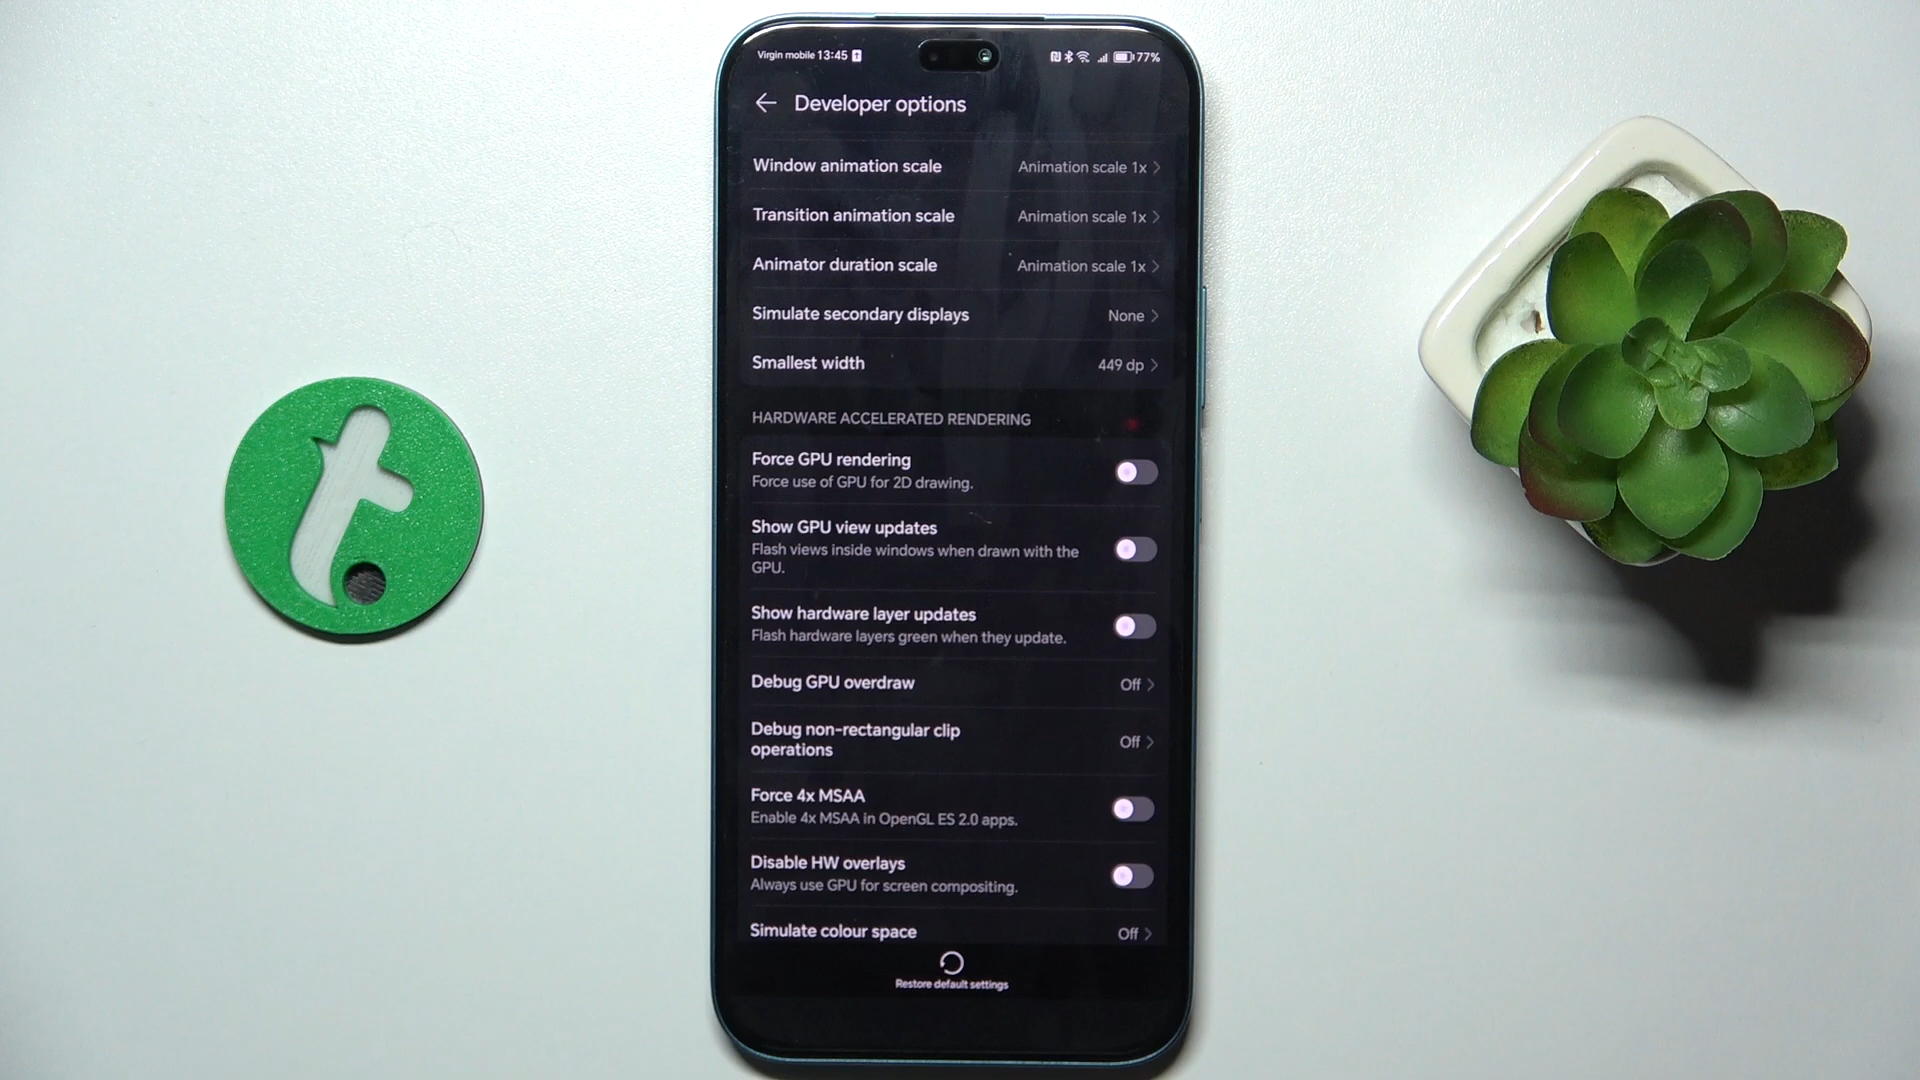 Virgin mobile 13:45 77%
Developer options
Window animation scale Animation scale 1x
Transition animation scale Animation scale 1x
Animator duration scale Animation scale 1x
Simulate secondary displays None
Smallest width 449 dp
HARDWARE ACCELERATED RENDERING
Force GPU rendering
Force use of GPU for 2D drawing.
Show GPU view updates
Flash views inside windows when drawn with the
GPU.
Show hardware layer updates
Flash hardware layers green when they update.
Debug GPU overdraw Off
Debug non-rectangular clip
operations Off
Force 4x MSAA
Enable 4x MSAA in OpenGL ES 2.0 apps.
Disable HW overlays
Always use GPU for screen compositing.
Simulate colour space Off
Restore default settings